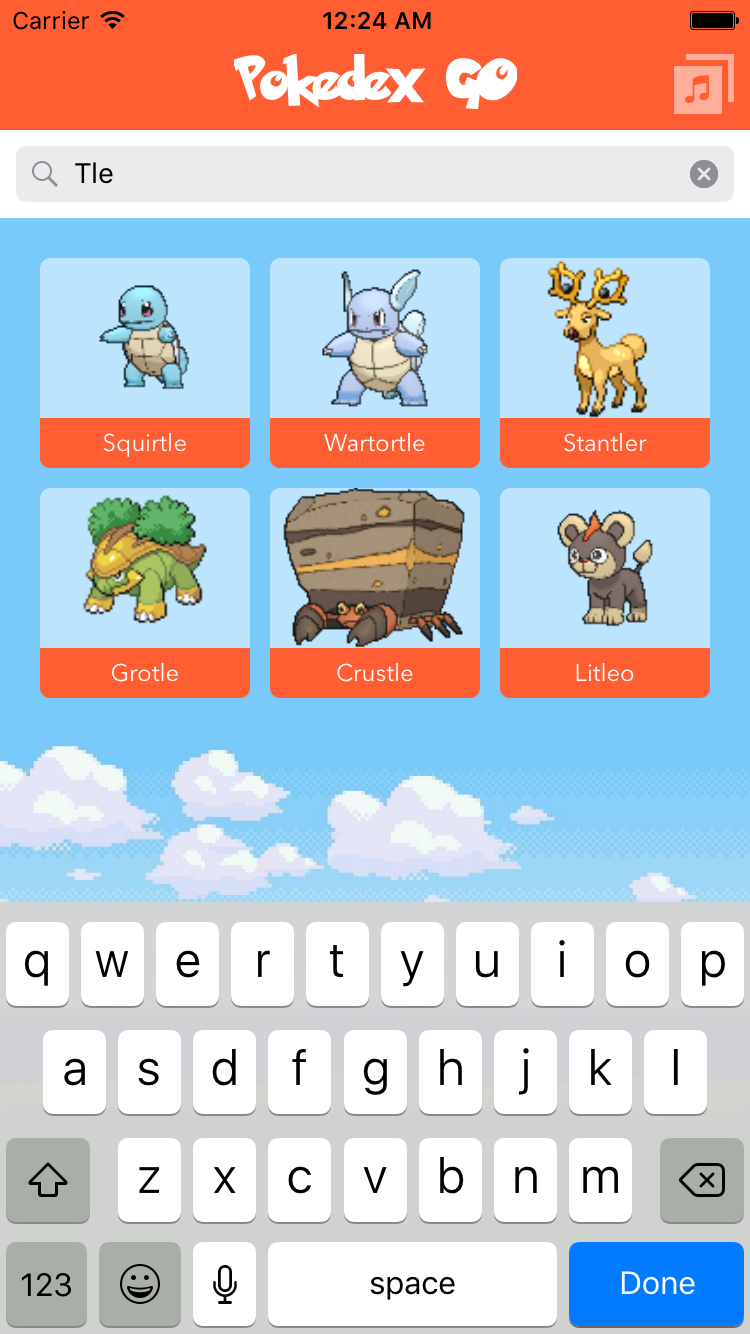 Carrier 12:24 AM
Pokedex GO
Tle
Squirtle Wartortle Stantler
Grotle Crustle Litleo
q w e r t y u i o p
a s d f g h j k l
z x c v b n m
123 space Done